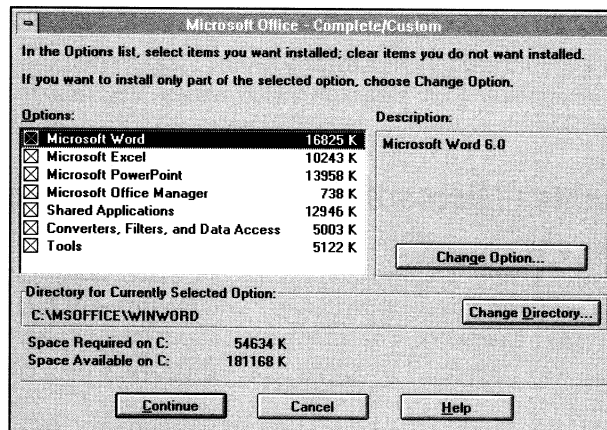 Microsoft Office - Complete/Custom
In the Options list, select items you want installed; clear items you do not want installed.
If you want to install only part of the selected option, choose Change Option.
Options:
Description:
Microsoft Word 16825 K
Microsoft Word 6.0
Microsoft Excel 10243 K
Microsoft PowerPoint 13958 K
Microsoft Office Manager 738 K
Shared Applications 12946 K
Converters, Filters, and Data Access 5003 K
Tools 5122 K
Change Option...
Directory for Currently Selected Option:
C:\MSOFFICE\WINWORD
Change Directory...
Space Required on C: 54634 K
Space Available on C: 181168 K
Continue Cancel Help